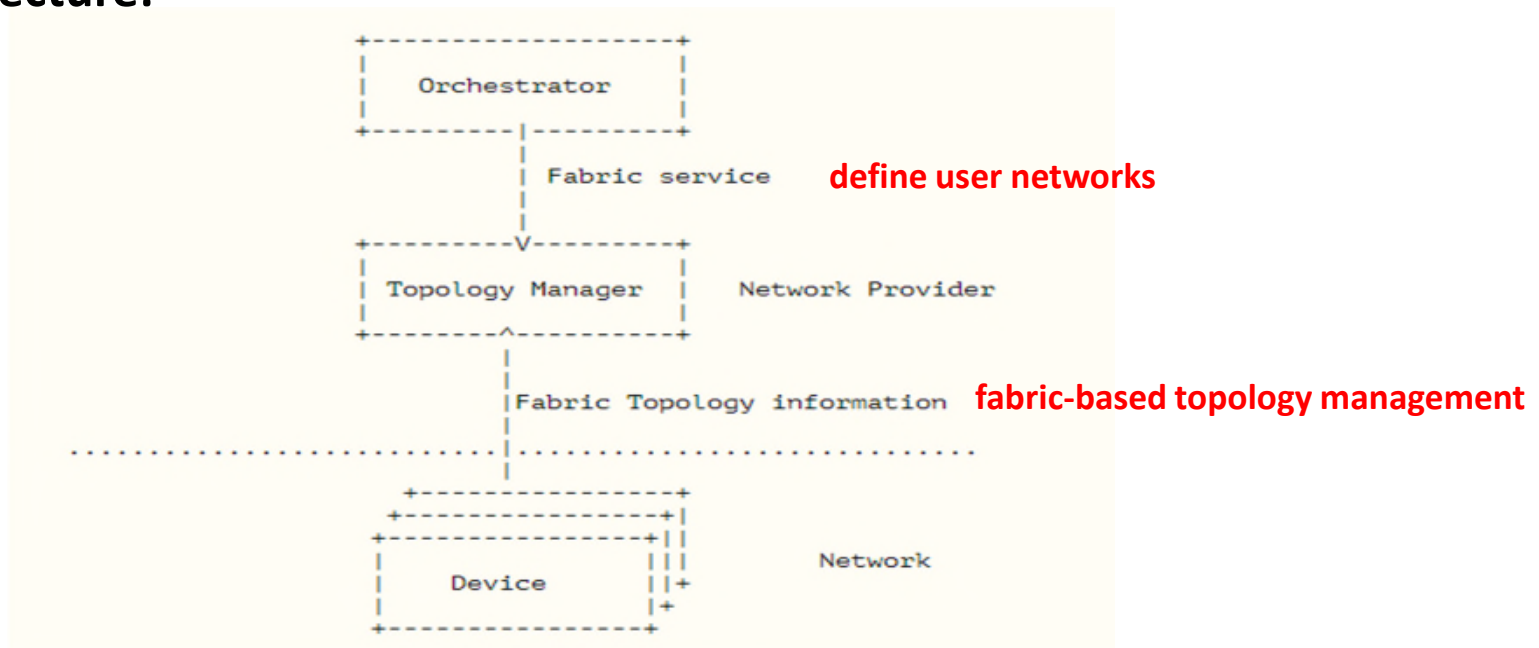 ecture:
Orchestrator
Fabric service define user networks
Topology Manager Network Provider
Fabric Topology information fabric-based topology management
Network
Device